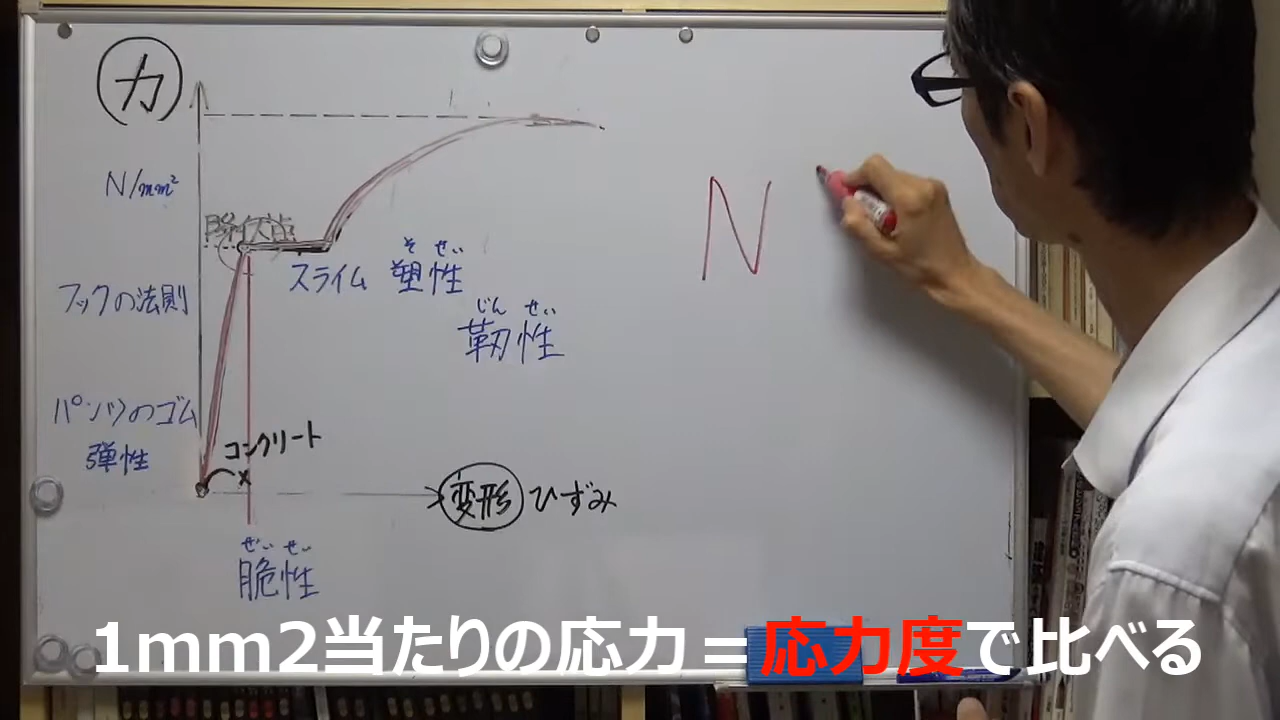 力
N/mm²
降伏点
そ せい
スライム 塑性
フックの法則
じん せい
靭性
パンツのゴム
弾性
コンクリート
変形 ひずみ
ぜい せい
脆性
N
1mm2当たりの応力＝応力度で比べる